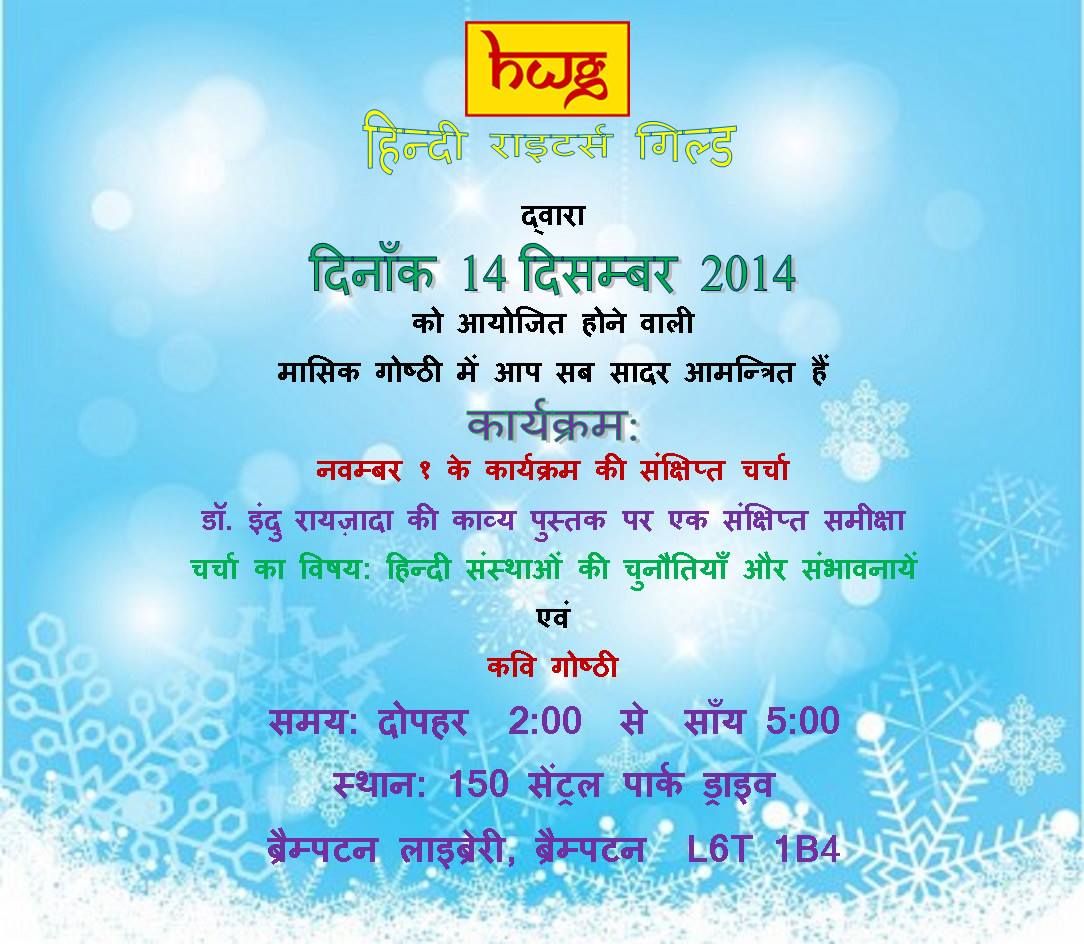 hwg
हिन्दी राइटर्स गिल्ड
द्वारा
दिनाँक 14 दिसम्बर 2014
को आयोजित होने वाली
मासिक गोष्ठी में आप सब सादर आमन्त्रित हैं
कार्यक्रम:
नवम्बर १ के कार्यक्रम की संक्षिप्त चर्चा
डॉ. इंदु रायज़ादा की काव्य पुस्तक पर एक संक्षिप्त समीक्षा
चर्चा का विषय: हिन्दी संस्थाओं की चुनौतियाँ और संभावनायें
एवं
कवि गोष्ठी
समय: दोपहर 2:00 से साँय 5:00
स्थान: 150 सेंट्रल पार्क ड्राइव
ब्रैम्पटन लाइब्रेरी, ब्रैम्पटन L6T 1B4